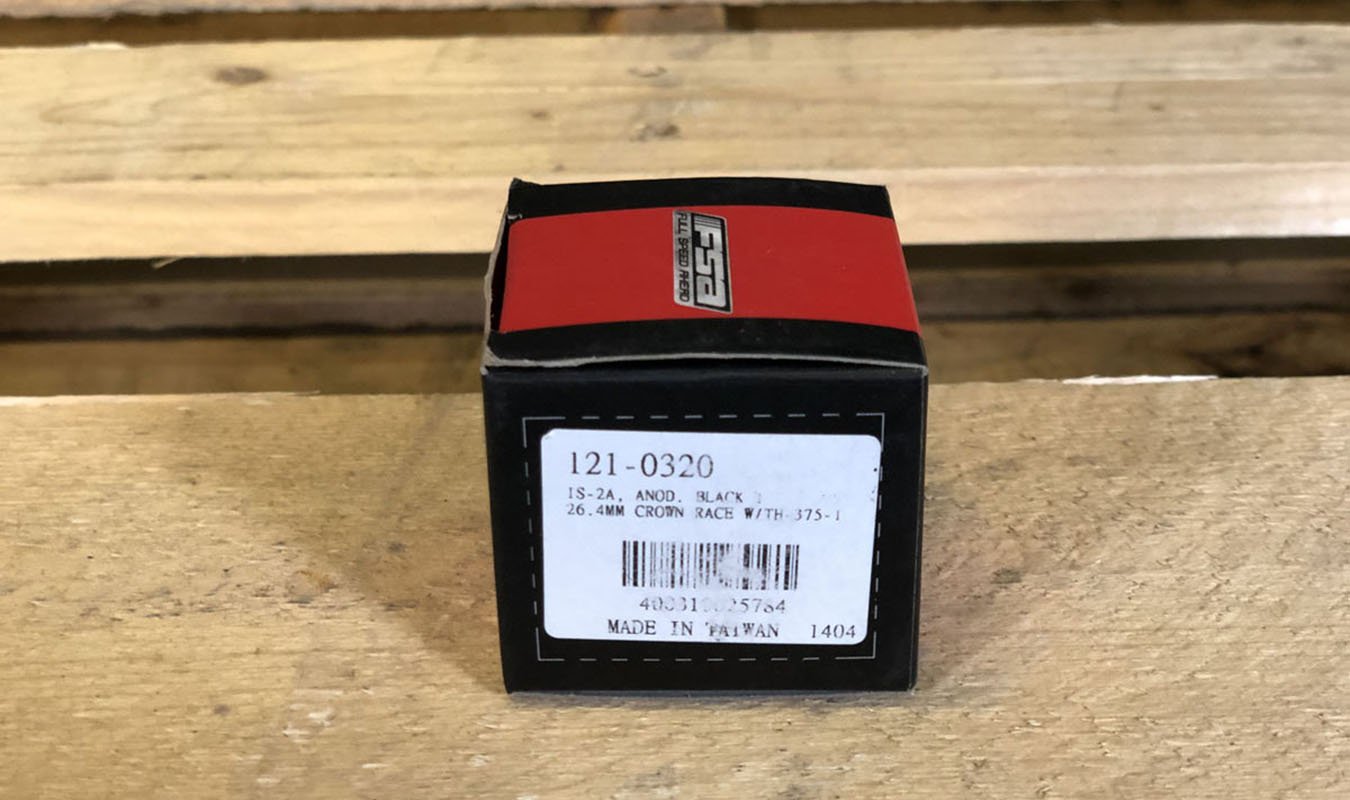 FSA
FULL SPEED AHEAD
121-0320
IS-2A, ANOD. BLACK
26.4MM CROWN RACE W/TH-375-1
MADE IN TAIWAN 1404